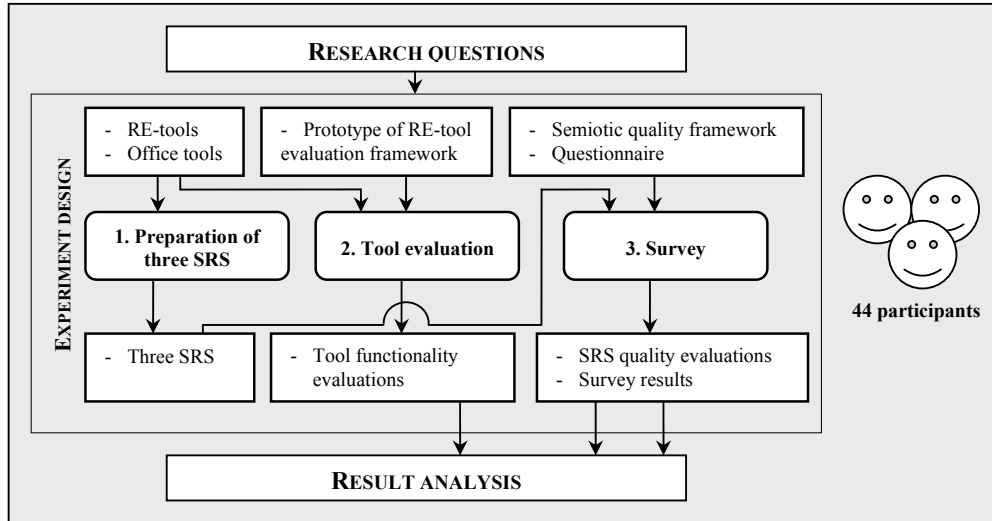 RESEARCH QUESTIONS
EXPERIMENT DESIGN
- RE-tools
- Office tools
- Prototype of RE-tool
evaluation framework
- Semiotic quality framework
- Questionnaire
1. Preparation of
three SRS
2. Tool evaluation
3. Survey
44 participants
- Three SRS
- Tool functionality
evaluations
- SRS quality evaluations
- Survey results
RESULT ANALYSIS